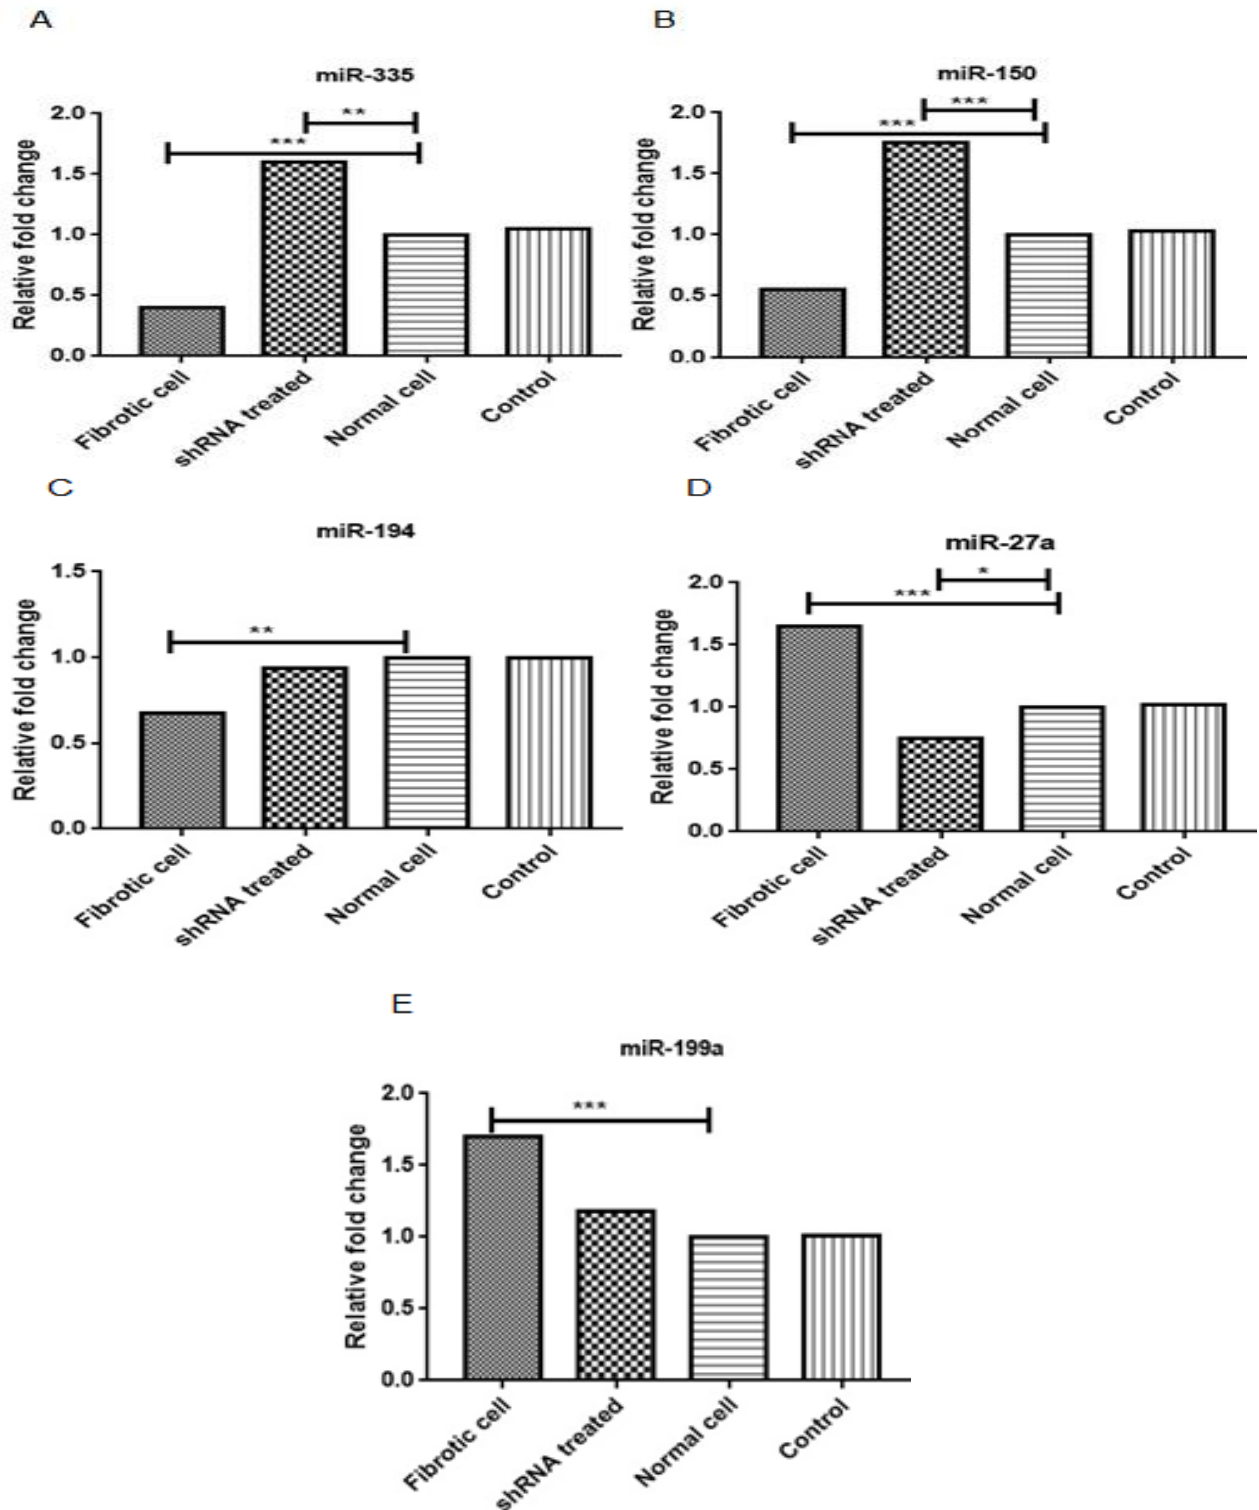 A
miR-335
**
***
2.0
1.5
1.0
0.5
0.0
Relative fold change
Fibrotic cell
shRNA treated
Normal cell
Control
B
miR-150
***
***
2.0
1.5
1.0
0.5
0.0
Relative fold change
Fibrotic cell
shRNA treated
Normal cell
Control
C
miR-194
**
1.5
1.0
0.5
0.0
Relative fold change
Fibrotic cell
shRNA treated
Normal cell
Control
D
miR-27a
*
***
2.0
1.5
1.0
0.5
0.0
Relative fold change
Fibrotic cell
shRNA treated
Normal cell
Control
E
miR-199a
***
2.0
1.5
1.0
0.5
0.0
Relative fold change
Fibrotic cell
shRNA treated
Normal cell
Control